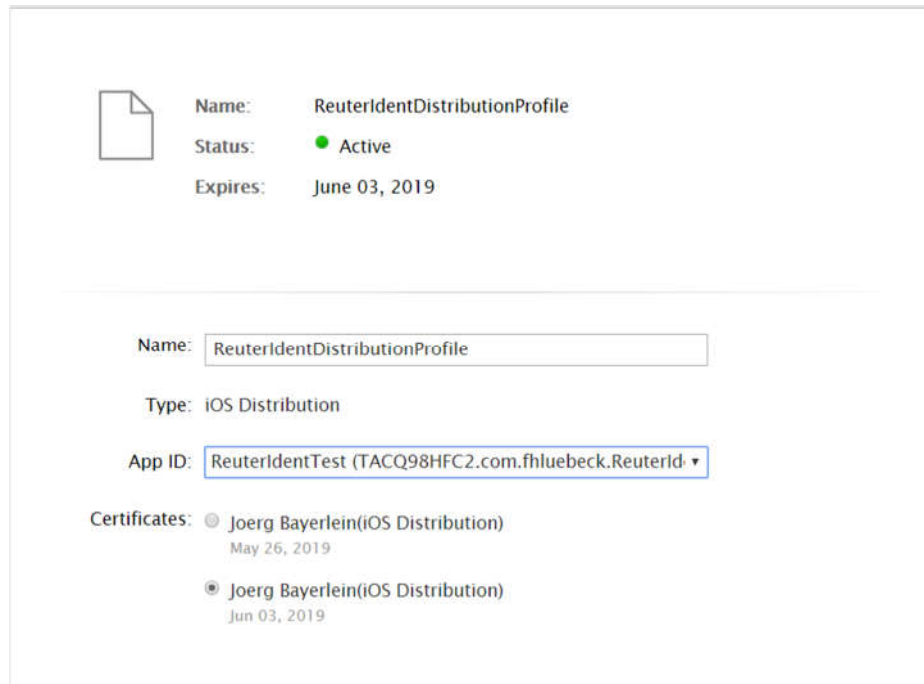 Name: ReuterIdentDistributionProfile
Status: Active
Expires: June 03, 2019
Name: ReuterIdentDistributionProfile
Type: iOS Distribution
App ID: ReuterIdentTest (TACQ98HFC2.com.fhluebeck.ReuterId
Certificates: Joerg Bayerlein(iOS Distribution)
May 26, 2019
Joerg Bayerlein(iOS Distribution)
Jun 03, 2019